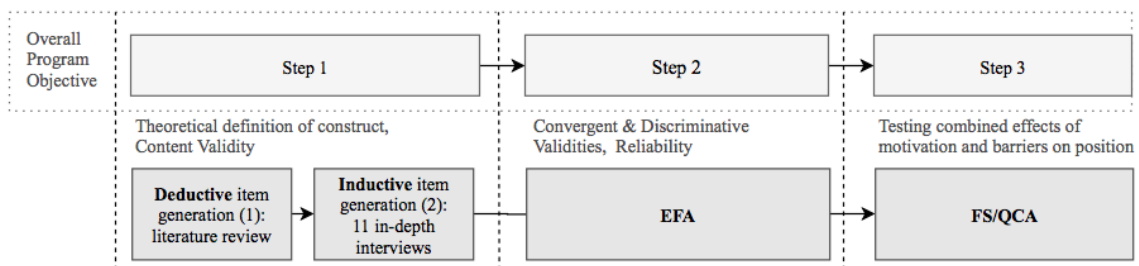 Overall
Program
Objective
Step 1
Step 2
Step 3
Theoretical definition of construct,
Content Validity
Convergent & Discriminative
Validities, Reliability
Testing combined effects of
motivation and barriers on position
Deductive item
generation (1):
literature review
Inductive item
generation (2):
11 in-depth
interviews
EFA
FS/QCA